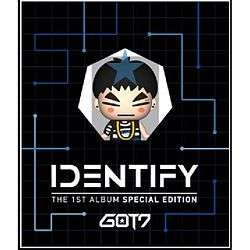 IDENTIFY
THE 1ST ALBUM SPECIAL EDITION
GOT7